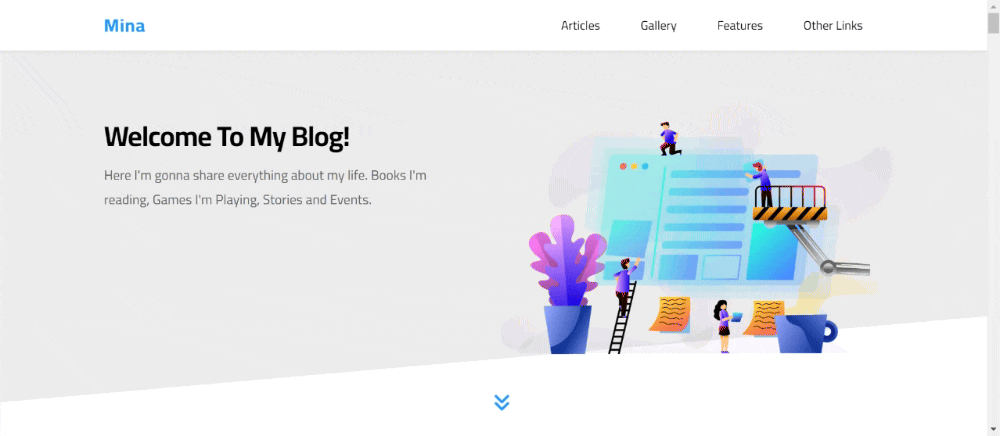 Mina
Articles
Gallery
Features
Other Links
Welcome To My Blog!
Here I'm gonna share everything about my life. Books I'm
reading, Games I'm Playing, Stories and Events.